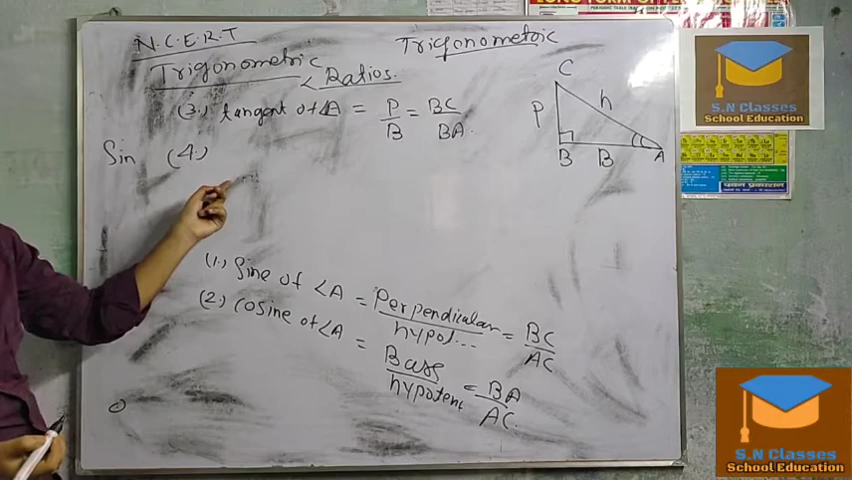 N.C.E.R.T
Trigonometric
Trigonometric
< Ratios.
(3.) tangent of ∠A = P/B = BC/BA.
Sin (4.)
(1.) Sine of ∠A = Perpendicular/hypot... = BC/AC
(2.) Cosine of ∠A = Base/hypotent = BA/AC.
C
P
h
B
B
A
S.N Classes
School Education
S.N Classes
School Education